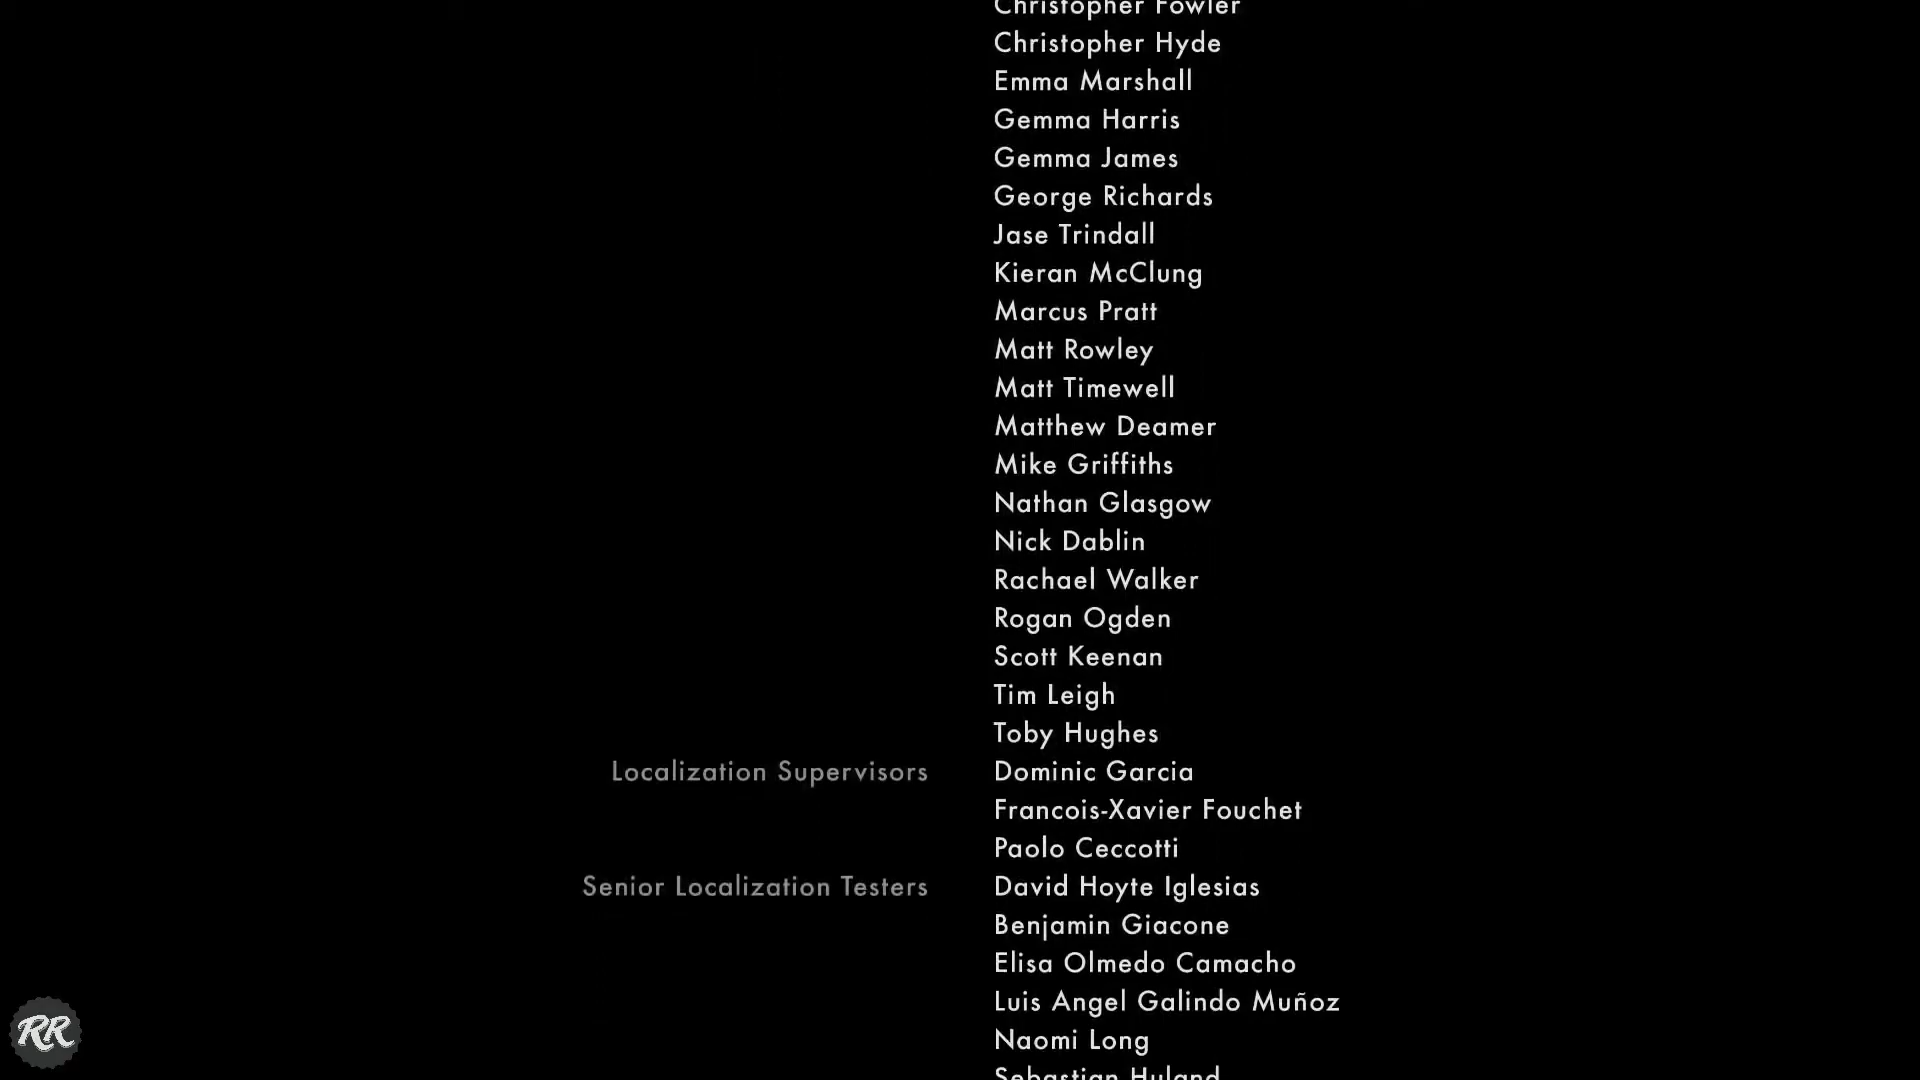 Christopher Fowler
Christopher Hyde
Emma Marshall
Gemma Harris
Gemma James
George Richards
Jase Trindall
Kieran McClung
Marcus Pratt
Matt Rowley
Matt Timewell
Matthew Deamer
Mike Griffiths
Nathan Glasgow
Nick Dablin
Rachael Walker
Rogan Ogden
Scott Keenan
Tim Leigh
Toby Hughes
Localization Supervisors Dominic Garcia
Francois-Xavier Fouchet
Paolo Ceccotti
Senior Localization Testers David Hoyte Iglesias
Benjamin Giacone
Elisa Olmedo Camacho
Luis Angel Galindo Muñoz
Naomi Long
Sebastian Huland
RR